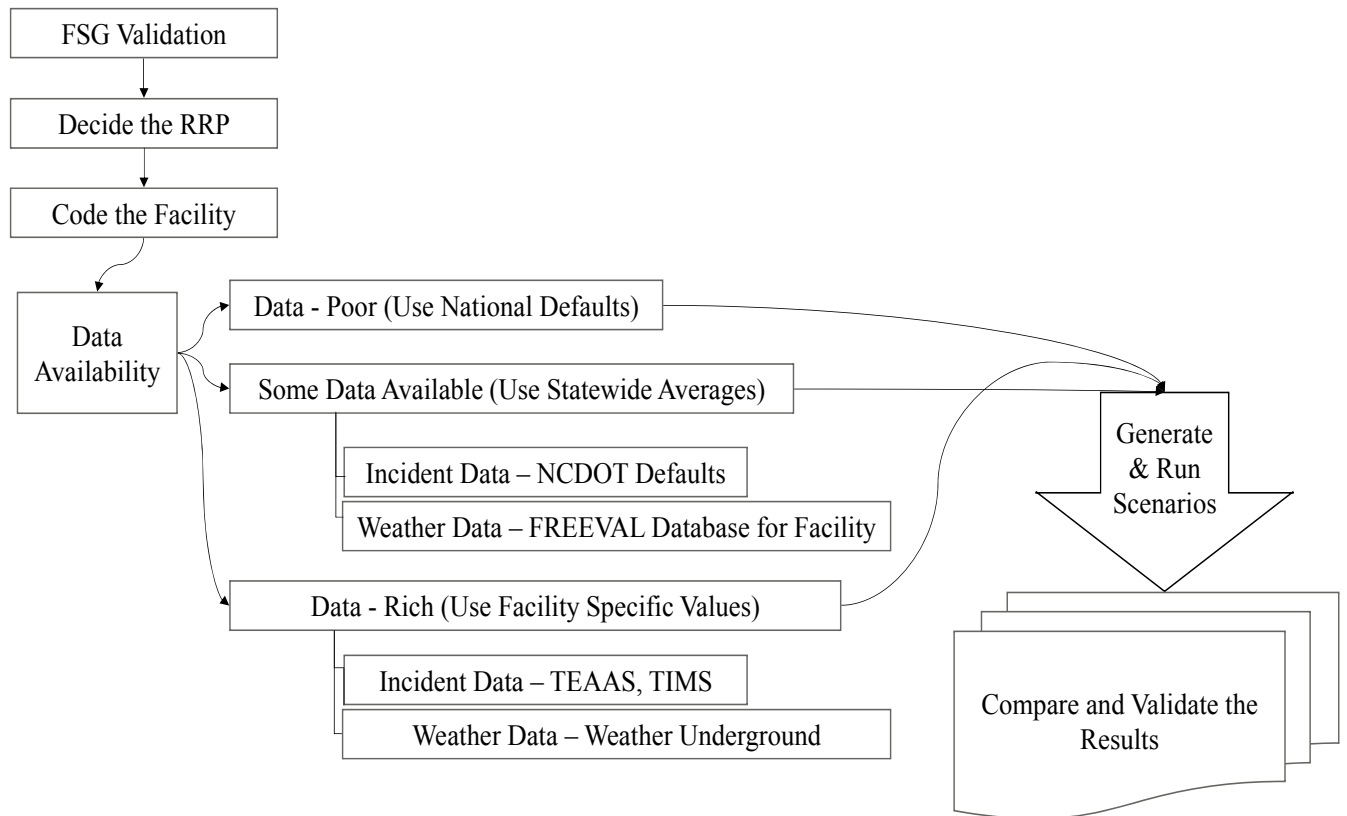 FSG Validation
Decide the RRP
Code the Facility
Data
Availability
Data - Poor (Use National Defaults)
Some Data Available (Use Statewide Averages)
Incident Data – NCDOT Defaults
Weather Data – FREEVAL Database for Facility
Data - Rich (Use Facility Specific Values)
Incident Data – TEAAS, TIMS
Weather Data – Weather Underground
Generate
& Run
Scenarios
Compare and Validate the
Results